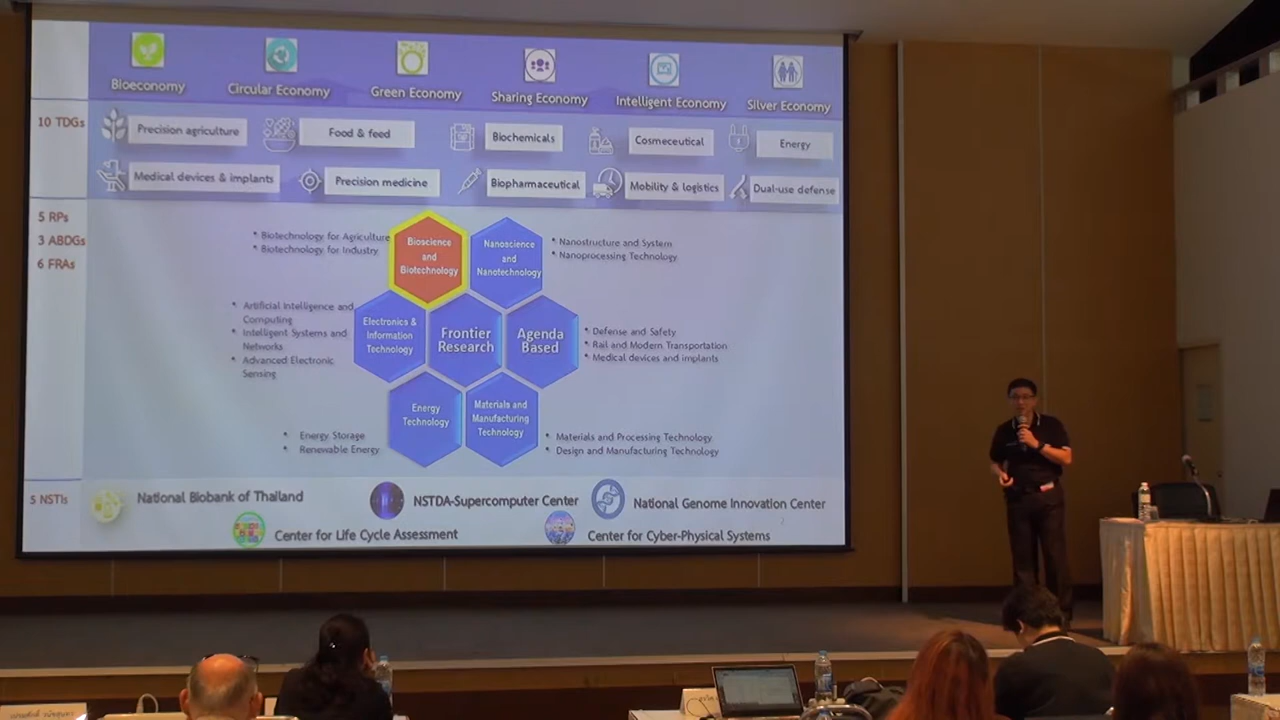 Bioeconomy
Circular Economy
Green Economy
Sharing Economy
Intelligent Economy
Silver Economy
10 TDGs
Precision agriculture
Food & feed
Biochemicals
Cosmeceutical
Energy
Medical devices & implants
Precision medicine
Biopharmaceutical
Mobility & logistics
Dual-use defense
5 RPs
3 ABDGs
6 FRAs
• Biotechnology for Agriculture
• Biotechnology for Industry
Bioscience
and
Biotechnology
Nanoscience
and
Nanotechnology
• Nanostructure and System
• Nanoprocessing Technology
• Artificial Intelligence and
Computing
• Intelligent Systems and
Networks
• Advanced Electronic
Sensing
Electronics &
Information
Technology
Frontier
Research
Agenda
Based
• Defense and Safety
• Rail and Modern Transportation
• Medical devices and implants
Energy
Technology
Materials and
Manufacturing
Technology
• Energy Storage
• Renewable Energy
• Materials and Processing Technology
• Design and Manufacturing Technology
5 NSTIs
National Biobank of Thailand
NSTDA-Supercomputer Center
National Genome Innovation Center
Center for Life Cycle Assessment
Center for Cyber-Physical Systems